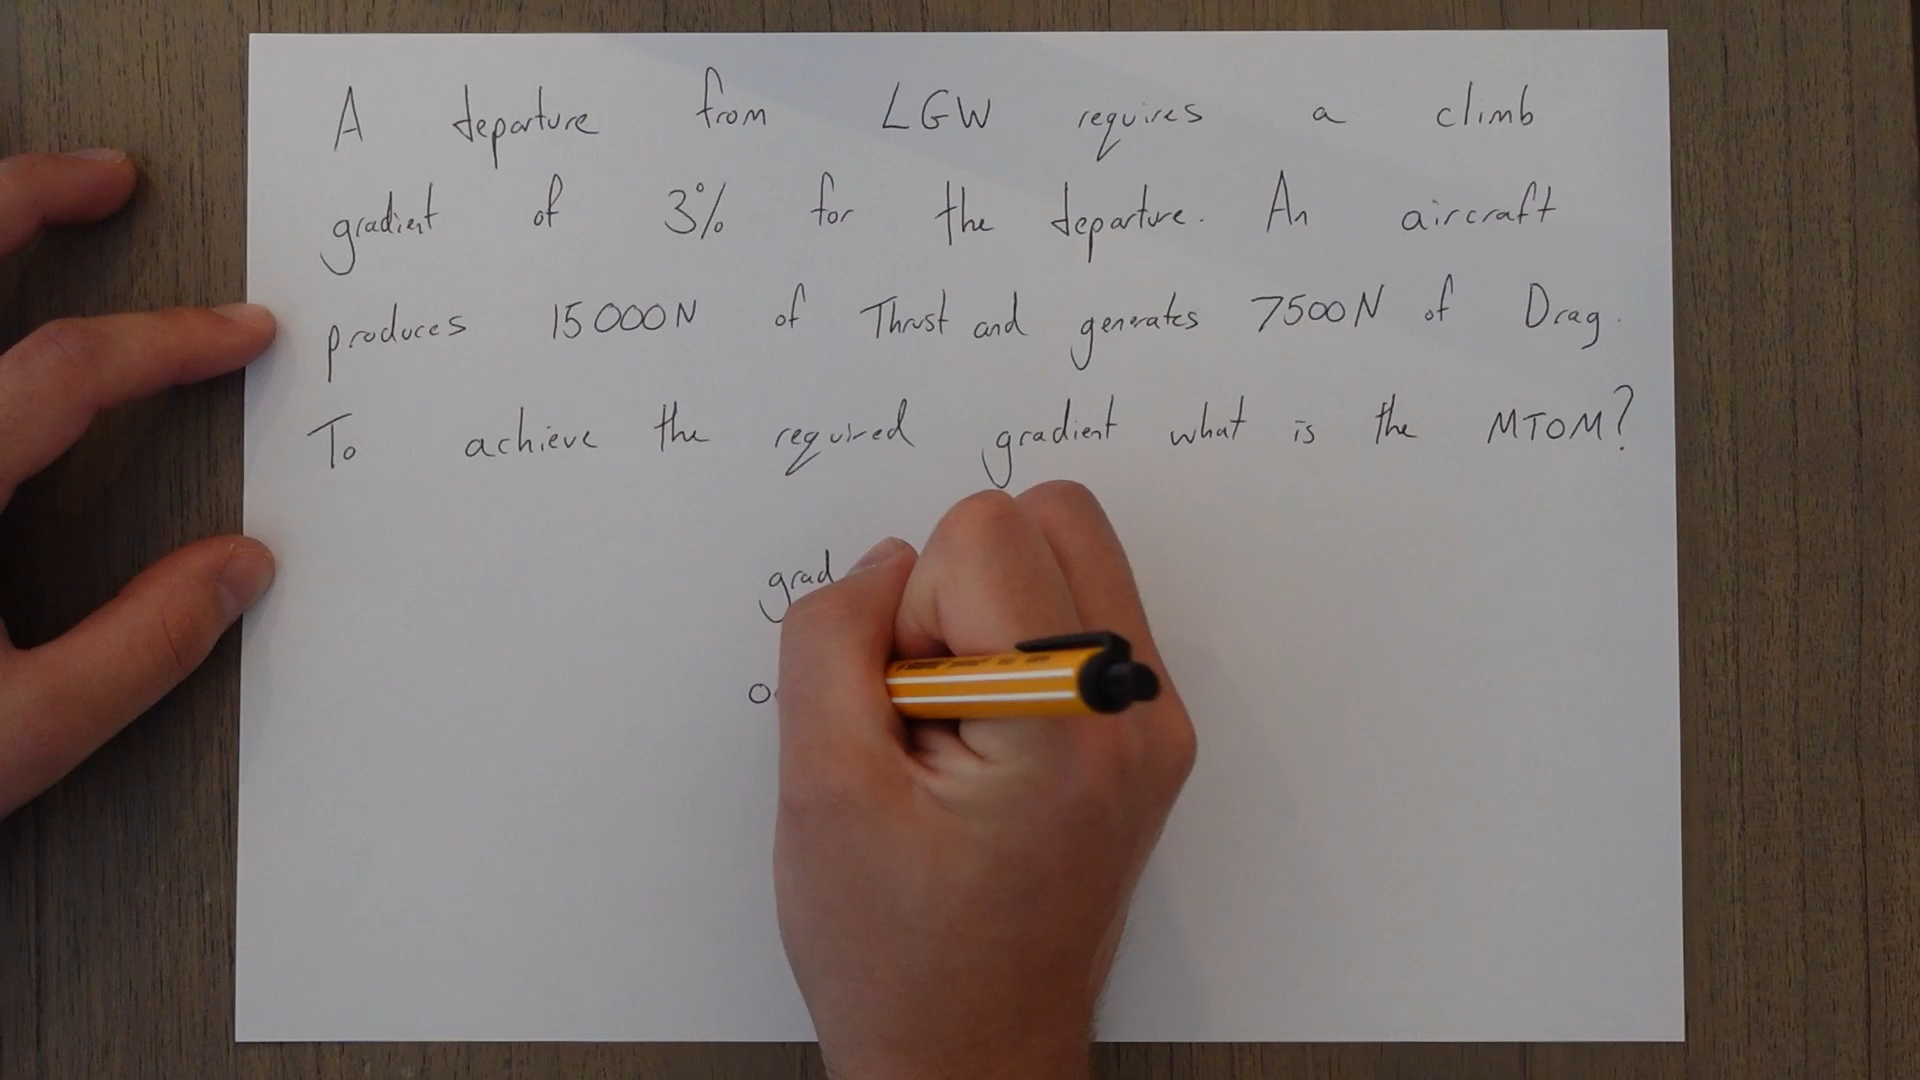 A departure from LGW requires a climb
gradient of 3% for the departure. An aircraft
produces 15000N of Thrust and generates 7500N of Drag.
To achieve the required gradient what is the MTOM?
grad